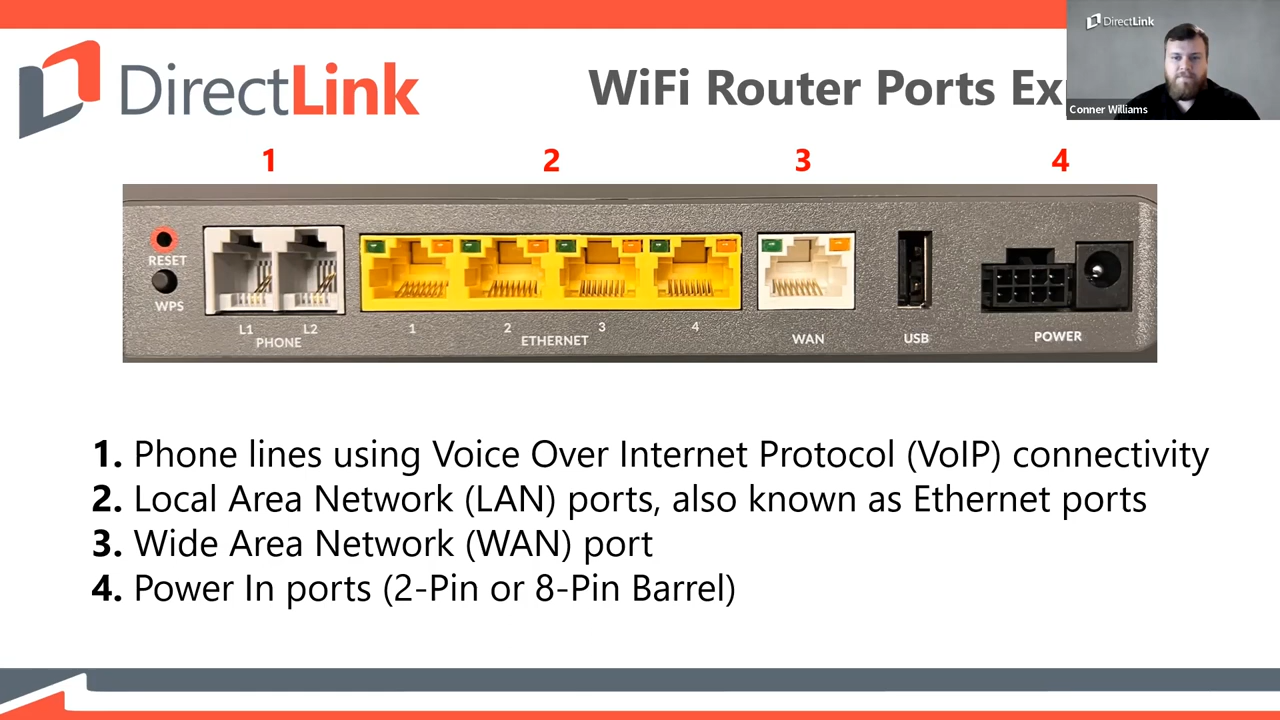 DirectLink
WiFi Router Ports Ex
DirectLink
Conner Williams
1 2 3 4
RESET
WPS
L1 L2
PHONE
1 2 3 4
ETHERNET
WAN
USB
POWER
1. Phone lines using Voice Over Internet Protocol (VoIP) connectivity
2. Local Area Network (LAN) ports, also known as Ethernet ports
3. Wide Area Network (WAN) port
4. Power In ports (2-Pin or 8-Pin Barrel)